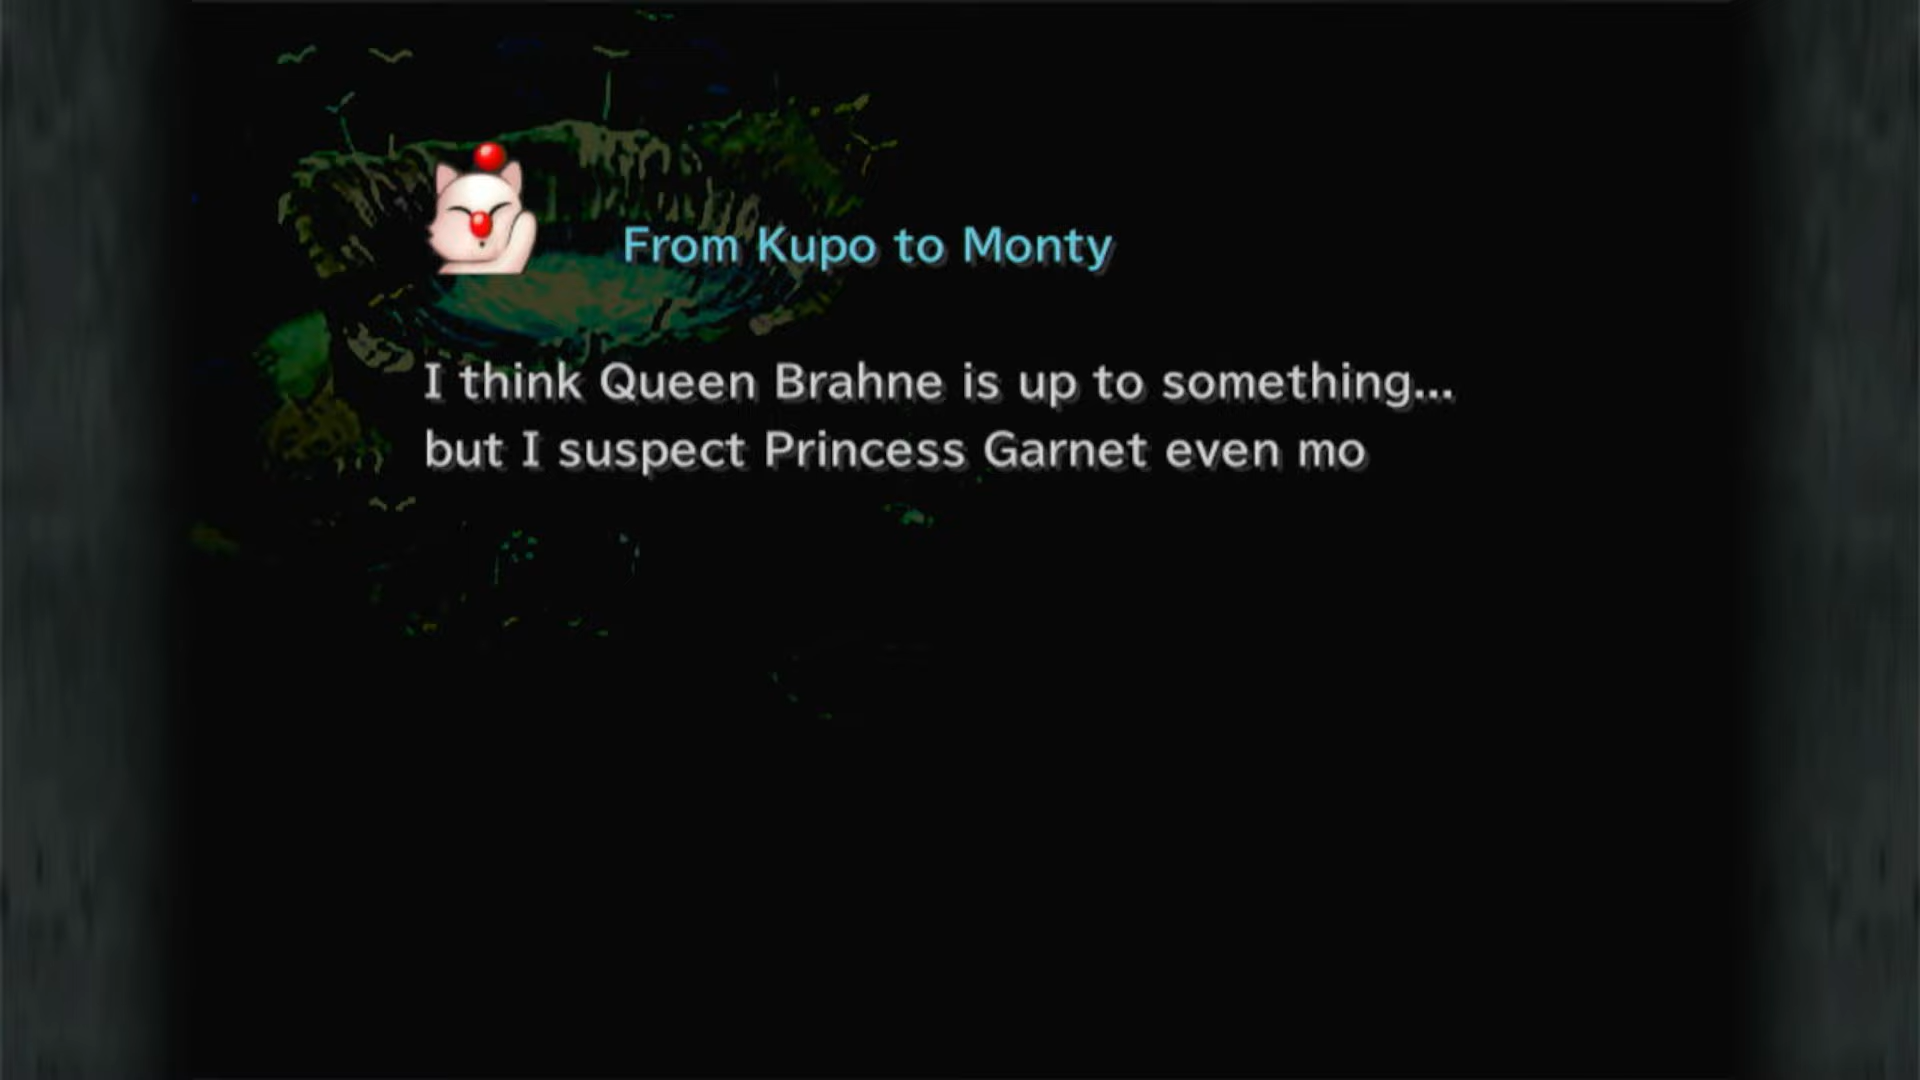 From Kupo to Monty
I think Queen Brahne is up to something...
but I suspect Princess Garnet even mo